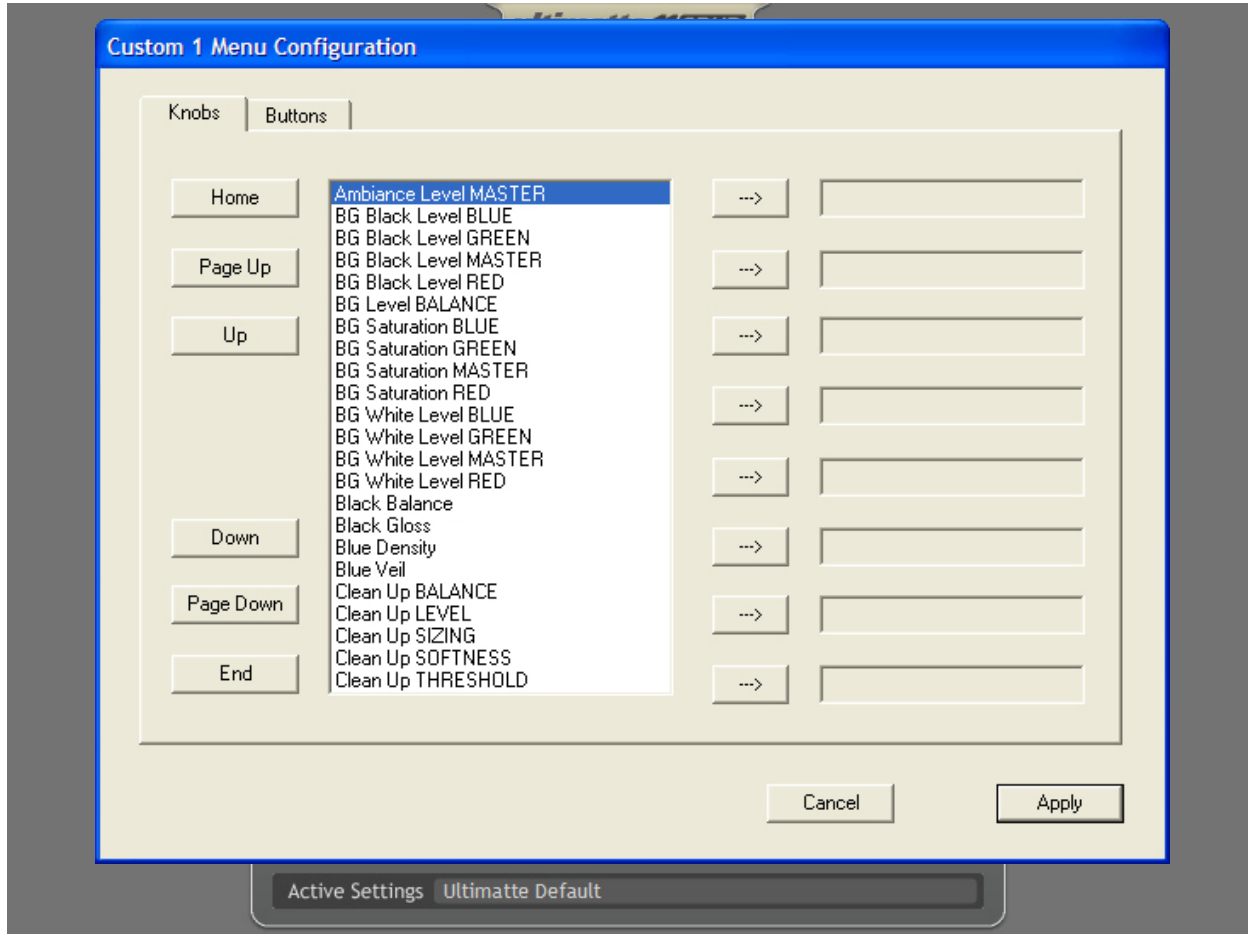 Custom 1 Menu Configuration
Knobs
Buttons
Home
Page Up
Up
Down
Page Down
End
Ambiance Level MASTER
BG Black Level BLUE
BG Black Level GREEN
BG Black Level MASTER
BG Black Level RED
BG Level BALANCE
BG Saturation BLUE
BG Saturation GREEN
BG Saturation MASTER
BG Saturation RED
BG White Level BLUE
BG White Level GREEN
BG White Level MASTER
BG White Level RED
Black Balance
Black Gloss
Blue Density
Blue Veil
Clean Up BALANCE
Clean Up LEVEL
Clean Up SIZING
Clean Up SOFTNESS
Clean Up THRESHOLD
--->
--->
--->
--->
--->
--->
--->
--->
Cancel
Apply
Active Settings Ultimatte Default